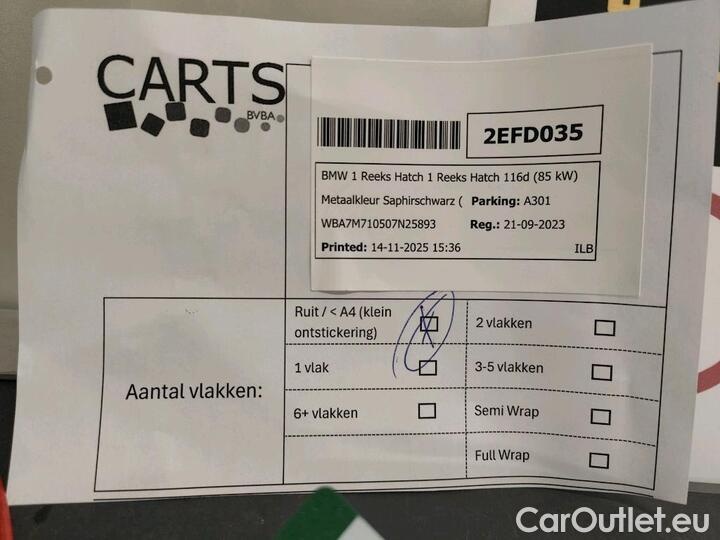 CARTS
BVBA
2EFD035
BMW 1 Reeks Hatch 1 Reeks Hatch 116d (85 kW)
Metaalkleur Saphirschwarz ( Parking: A301
WBA7M710507N25893 Reg.: 21-09-2023
Printed: 14-11-2025 15:36 ILB
Aantal vlakken:
Ruit / < A4 (klein
ontstickering)
2 vlakken
1 vlak
3-5 vlakken
6+ vlakken
Semi Wrap
Full Wrap
CarOutlet.eu